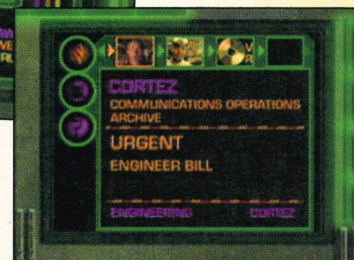 V
R
CORTEZ
COMMUNICATIONS OPERATIONS
ARCHIVE
URGENT
ENGINEER BILL
ENGINEERING CORTEZ